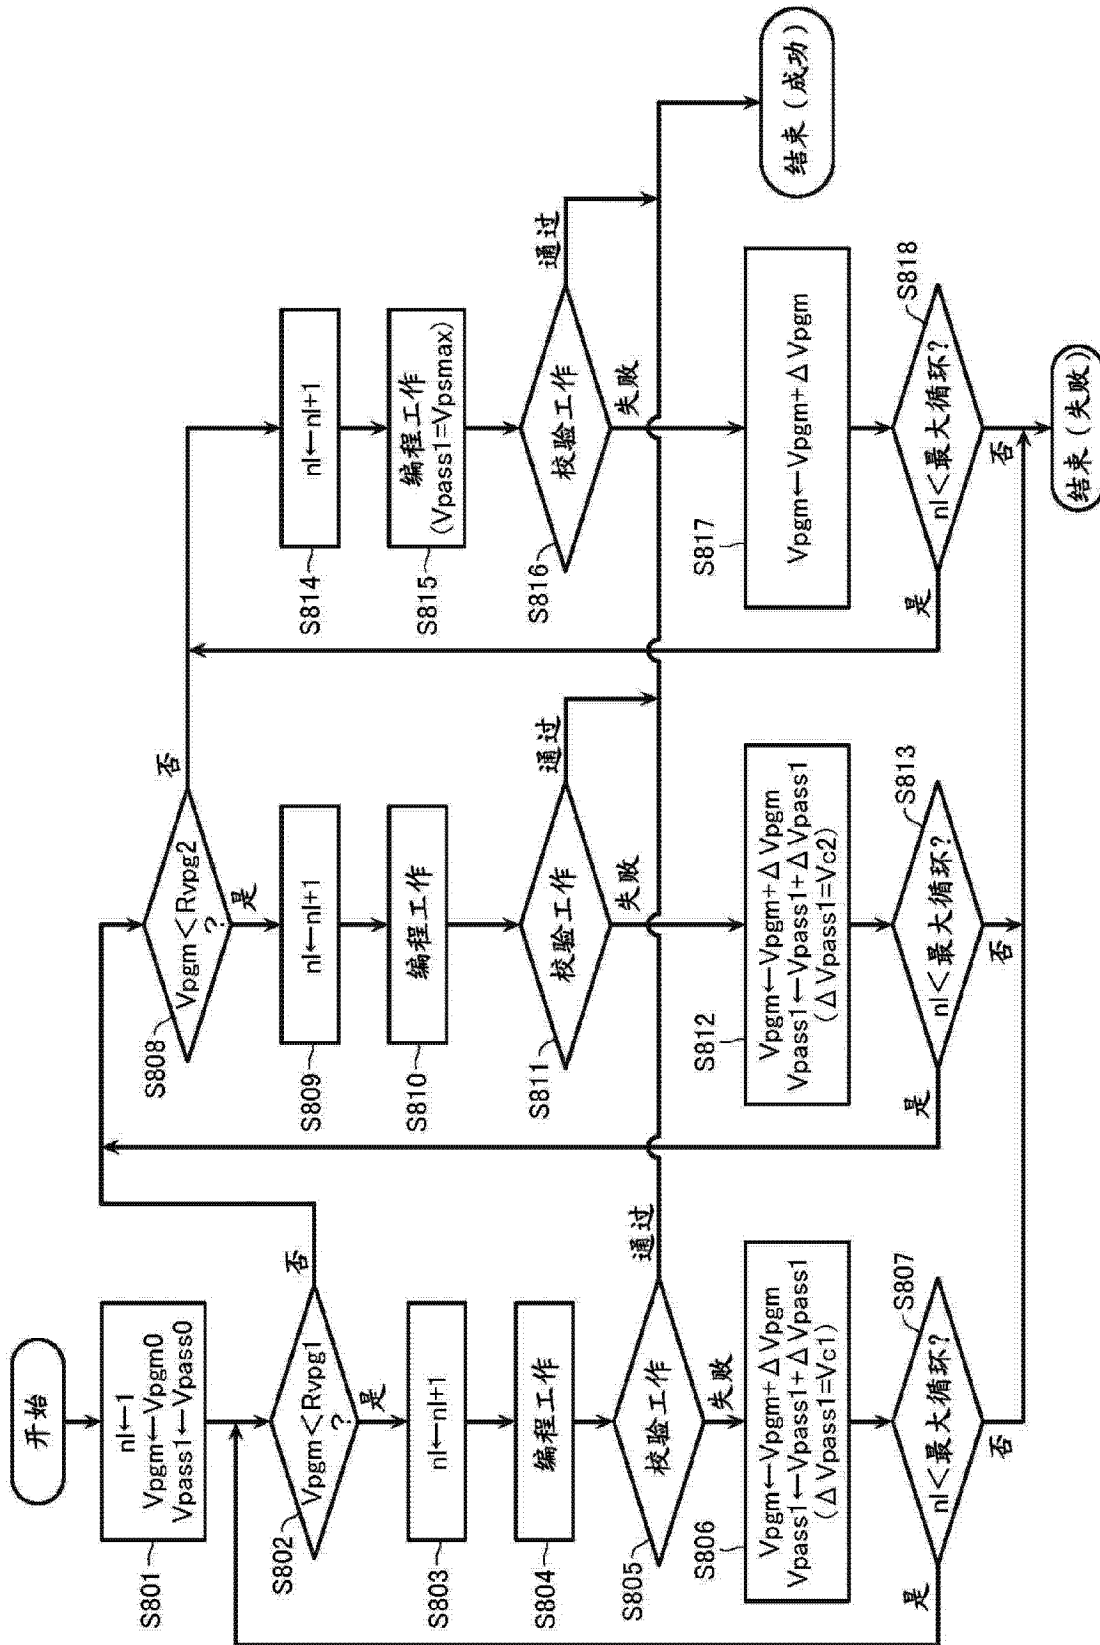 开始
nl←1
Vpgm←Vpgm0
Vpass1←Vpass0
S801
Vpgm<Rvpg1
?
S802
是
否
nl←nl+1
S803
编程工作
S804
校验工作
S805
通过
失败
Vpgm←Vpgm+ΔVpgm
Vpass1←Vpass1+ΔVpass1
(ΔVpass1=Vc1)
S806
nl<最大循环?
S807
是
否
Vpgm<Rvpg2
?
S808
是
否
nl←nl+1
S809
编程工作
S810
校验工作
S811
通过
失败
Vpgm←Vpgm+ΔVpgm
Vpass1←Vpass1+ΔVpass1
(ΔVpass1=Vc2)
S812
nl<最大循环?
S813
是
否
nl←nl+1
S814
编程工作
(Vpass1=Vpsmax)
S815
校验工作
S816
通过
失败
Vpgm←Vpgm+ΔVpgm
S817
nl<最大循环?
S818
是
否
结束(成功)
结束(失败)